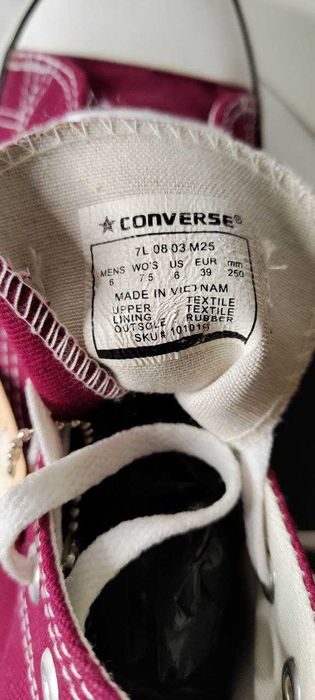 CONVERSE®
7L 08 03 M25
MENS WO'S US EUR mm
6 7.5 6 39 250
MADE IN VIETNAM
UPPER TEXTILE
LINING TEXTILE
OUTSOLE RUBBER
SKU# 101010